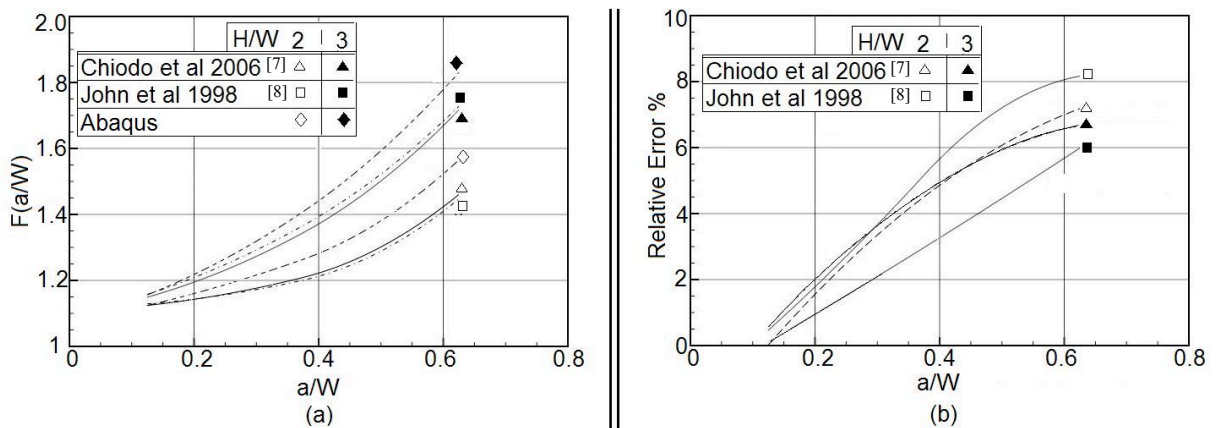 H/W 2 3
Chiodo et al 2006 [7]
John et al 1998 [8]
Abaqus
F(a/W)
2.0
1.8
1.6
1.4
1.2
1
0 0.2 0.4 0.6 0.8
a/W
(a)
H/W 2 3
Chiodo et al 2006 [7]
John et al 1998 [8]
Relative Error %
10
8
6
4
2
0
0 0.2 0.4 0.6 0.8
a/W
(b)